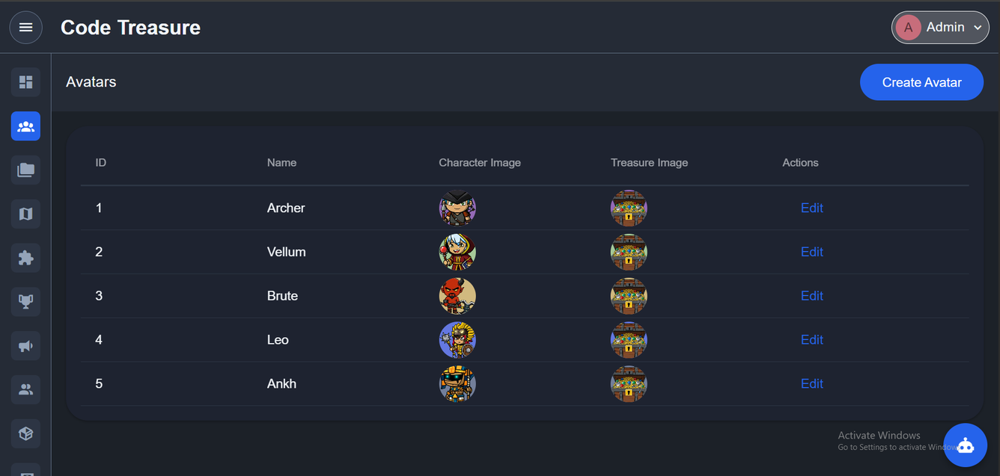 Code Treasure
A Admin
Avatars
Create Avatar
ID Name Character Image Treasure Image Actions
1 Archer Edit
2 Vellum Edit
3 Brute Edit
4 Leo Edit
5 Ankh Edit
Activate Windows
Go to Settings to activate Window